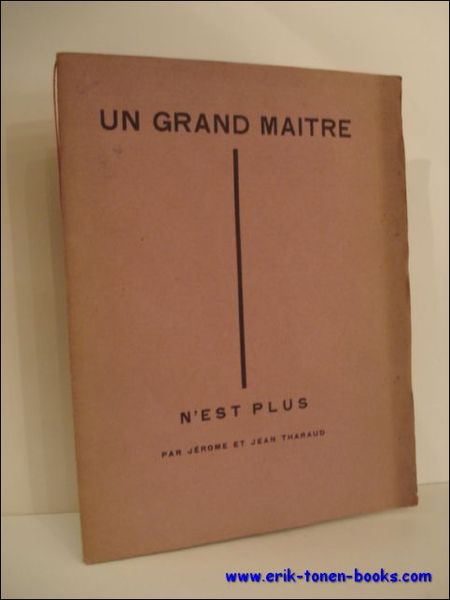 UN GRAND MAITRE
N'EST PLUS
PAR JÉROME ET JEAN THARAUD
www.erik-tonen-books.com/